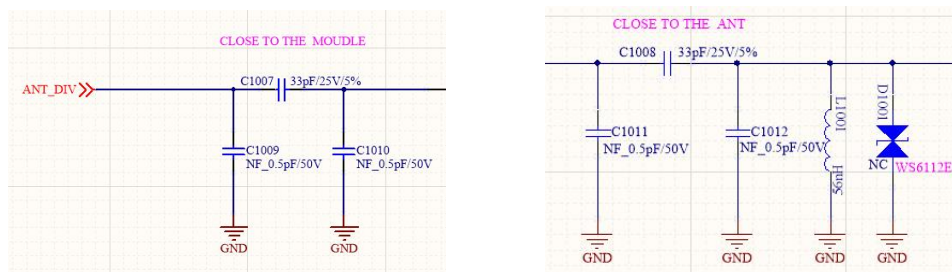 CLOSE TO THE MOUDLE
C1007 33pF/25V/5%
ANT_DIV
C1009
NF_0.5pF/50V
C1010
NF_0.5pF/50V
GND
GND
CLOSE TO THE ANT
C1008 33pF/25V/5%
C1011
NF_0.5pF/50V
C1012
NF_0.5pF/50V
L1001
56nH
D1001
NC
WS6112E
GND
GND
GND
GND